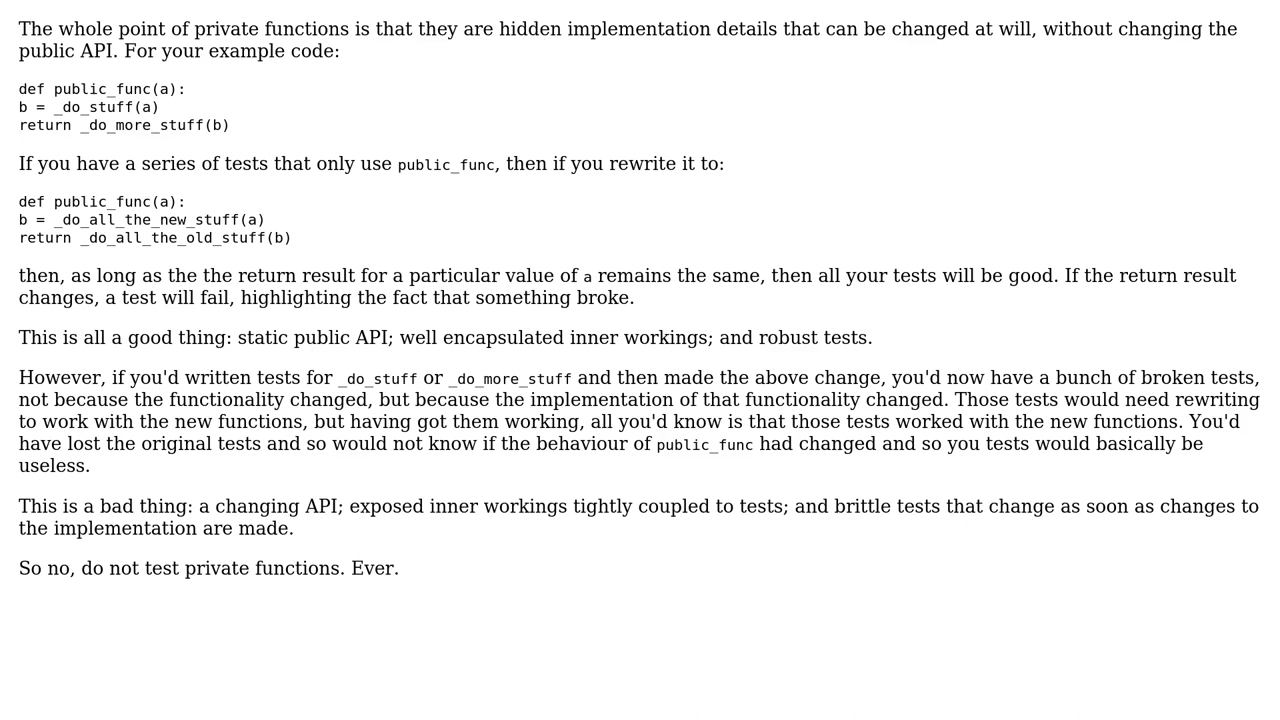 The whole point of private functions is that they are hidden implementation details that can be changed at will, without changing the
public API. For your example code:
def public_func(a):
b = _do_stuff(a)
return _do_more_stuff(b)
If you have a series of tests that only use public_func, then if you rewrite it to:
def public_func(a):
b = _do_all_the_new_stuff(a)
return _do_all_the_old_stuff(b)
then, as long as the the return result for a particular value of a remains the same, then all your tests will be good. If the return result
changes, a test will fail, highlighting the fact that something broke.
This is all a good thing: static public API; well encapsulated inner workings; and robust tests.
However, if you'd written tests for _do_stuff or _do_more_stuff and then made the above change, you'd now have a bunch of broken tests,
not because the functionality changed, but because the implementation of that functionality changed. Those tests would need rewriting
to work with the new functions, but having got them working, all you'd know is that those tests worked with the new functions. You'd
have lost the original tests and so would not know if the behaviour of public_func had changed and so you tests would basically be
useless.
This is a bad thing: a changing API; exposed inner workings tightly coupled to tests; and brittle tests that change as soon as changes to
the implementation are made.
So no, do not test private functions. Ever.